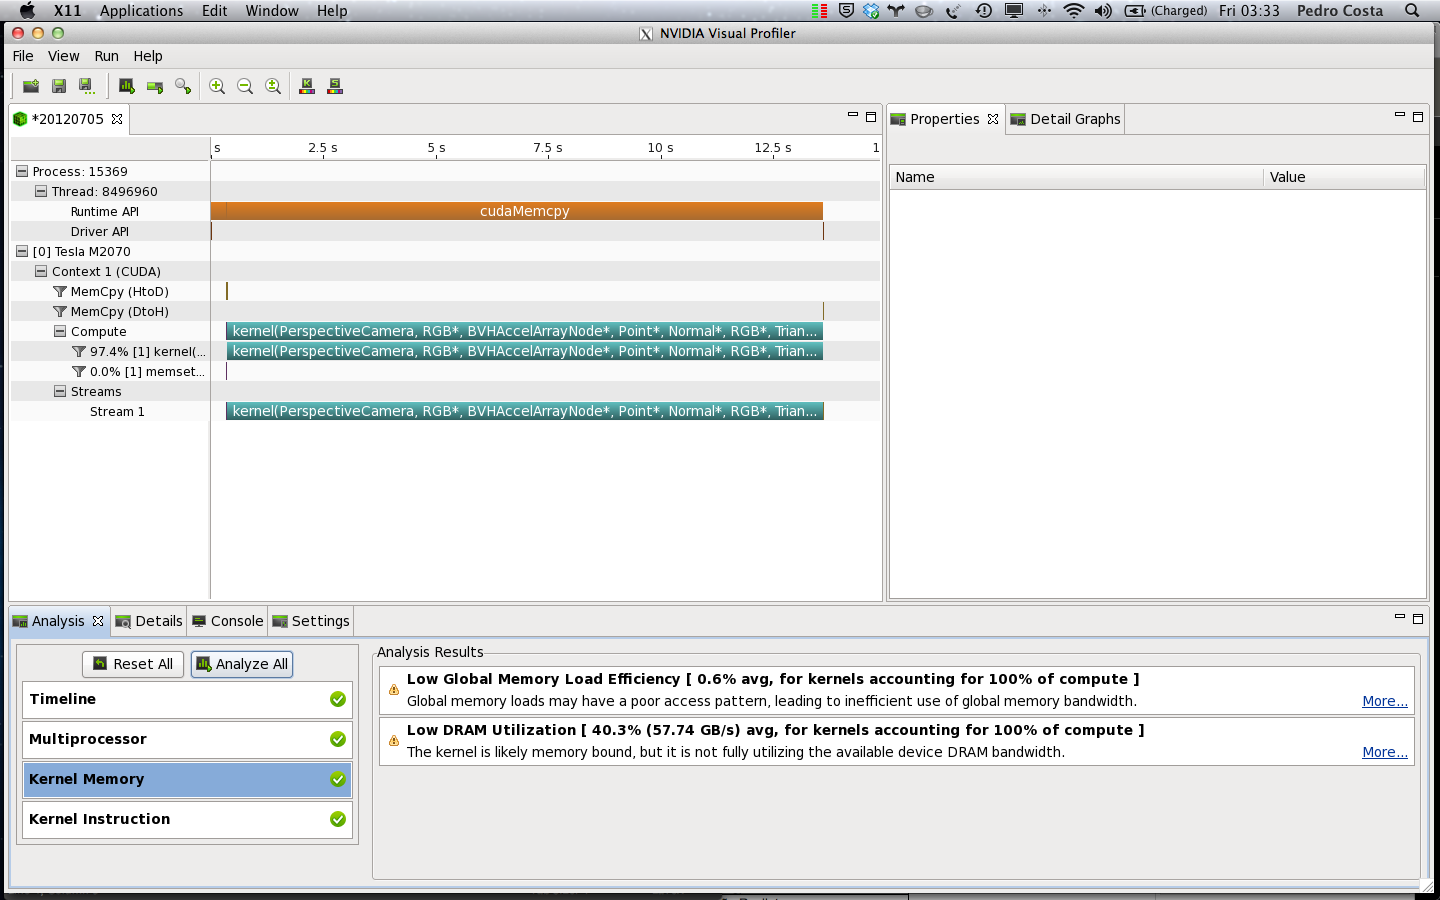 X11 Applications Edit Window Help (Charged) Fri 03:33 Pedro Costa
NVIDIA Visual Profiler
File View Run Help
*20120705
Properties Detail Graphs
s 2.5 s 5 s 7.5 s 10 s 12.5 s 1
Name Value
Process: 15369
Thread: 8496960
Runtime API cudaMemcpy
Driver API
[0] Tesla M2070
Context 1 (CUDA)
MemCpy (HtoD)
MemCpy (DtoH)
Compute kernel(PerspectiveCamera, RGB*, BVHAccelArrayNode*, Point*, Normal*, RGB*, Trian...
97.4% [1] kernel(... kernel(PerspectiveCamera, RGB*, BVHAccelArrayNode*, Point*, Normal*, RGB*, Trian...
0.0% [1] memset...
Streams
Stream 1 kernel(PerspectiveCamera, RGB*, BVHAccelArrayNode*, Point*, Normal*, RGB*, Trian...
Analysis Details Console Settings
Reset All Analyze All
Timeline
Multiprocessor
Kernel Memory
Kernel Instruction
Analysis Results
Low Global Memory Load Efficiency [ 0.6% avg, for kernels accounting for 100% of compute ]
Global memory loads may have a poor access pattern, leading to inefficient use of global memory bandwidth. More...
Low DRAM Utilization [ 40.3% (57.74 GB/s) avg, for kernels accounting for 100% of compute ]
The kernel is likely memory bound, but it is not fully utilizing the available device DRAM bandwidth. More...